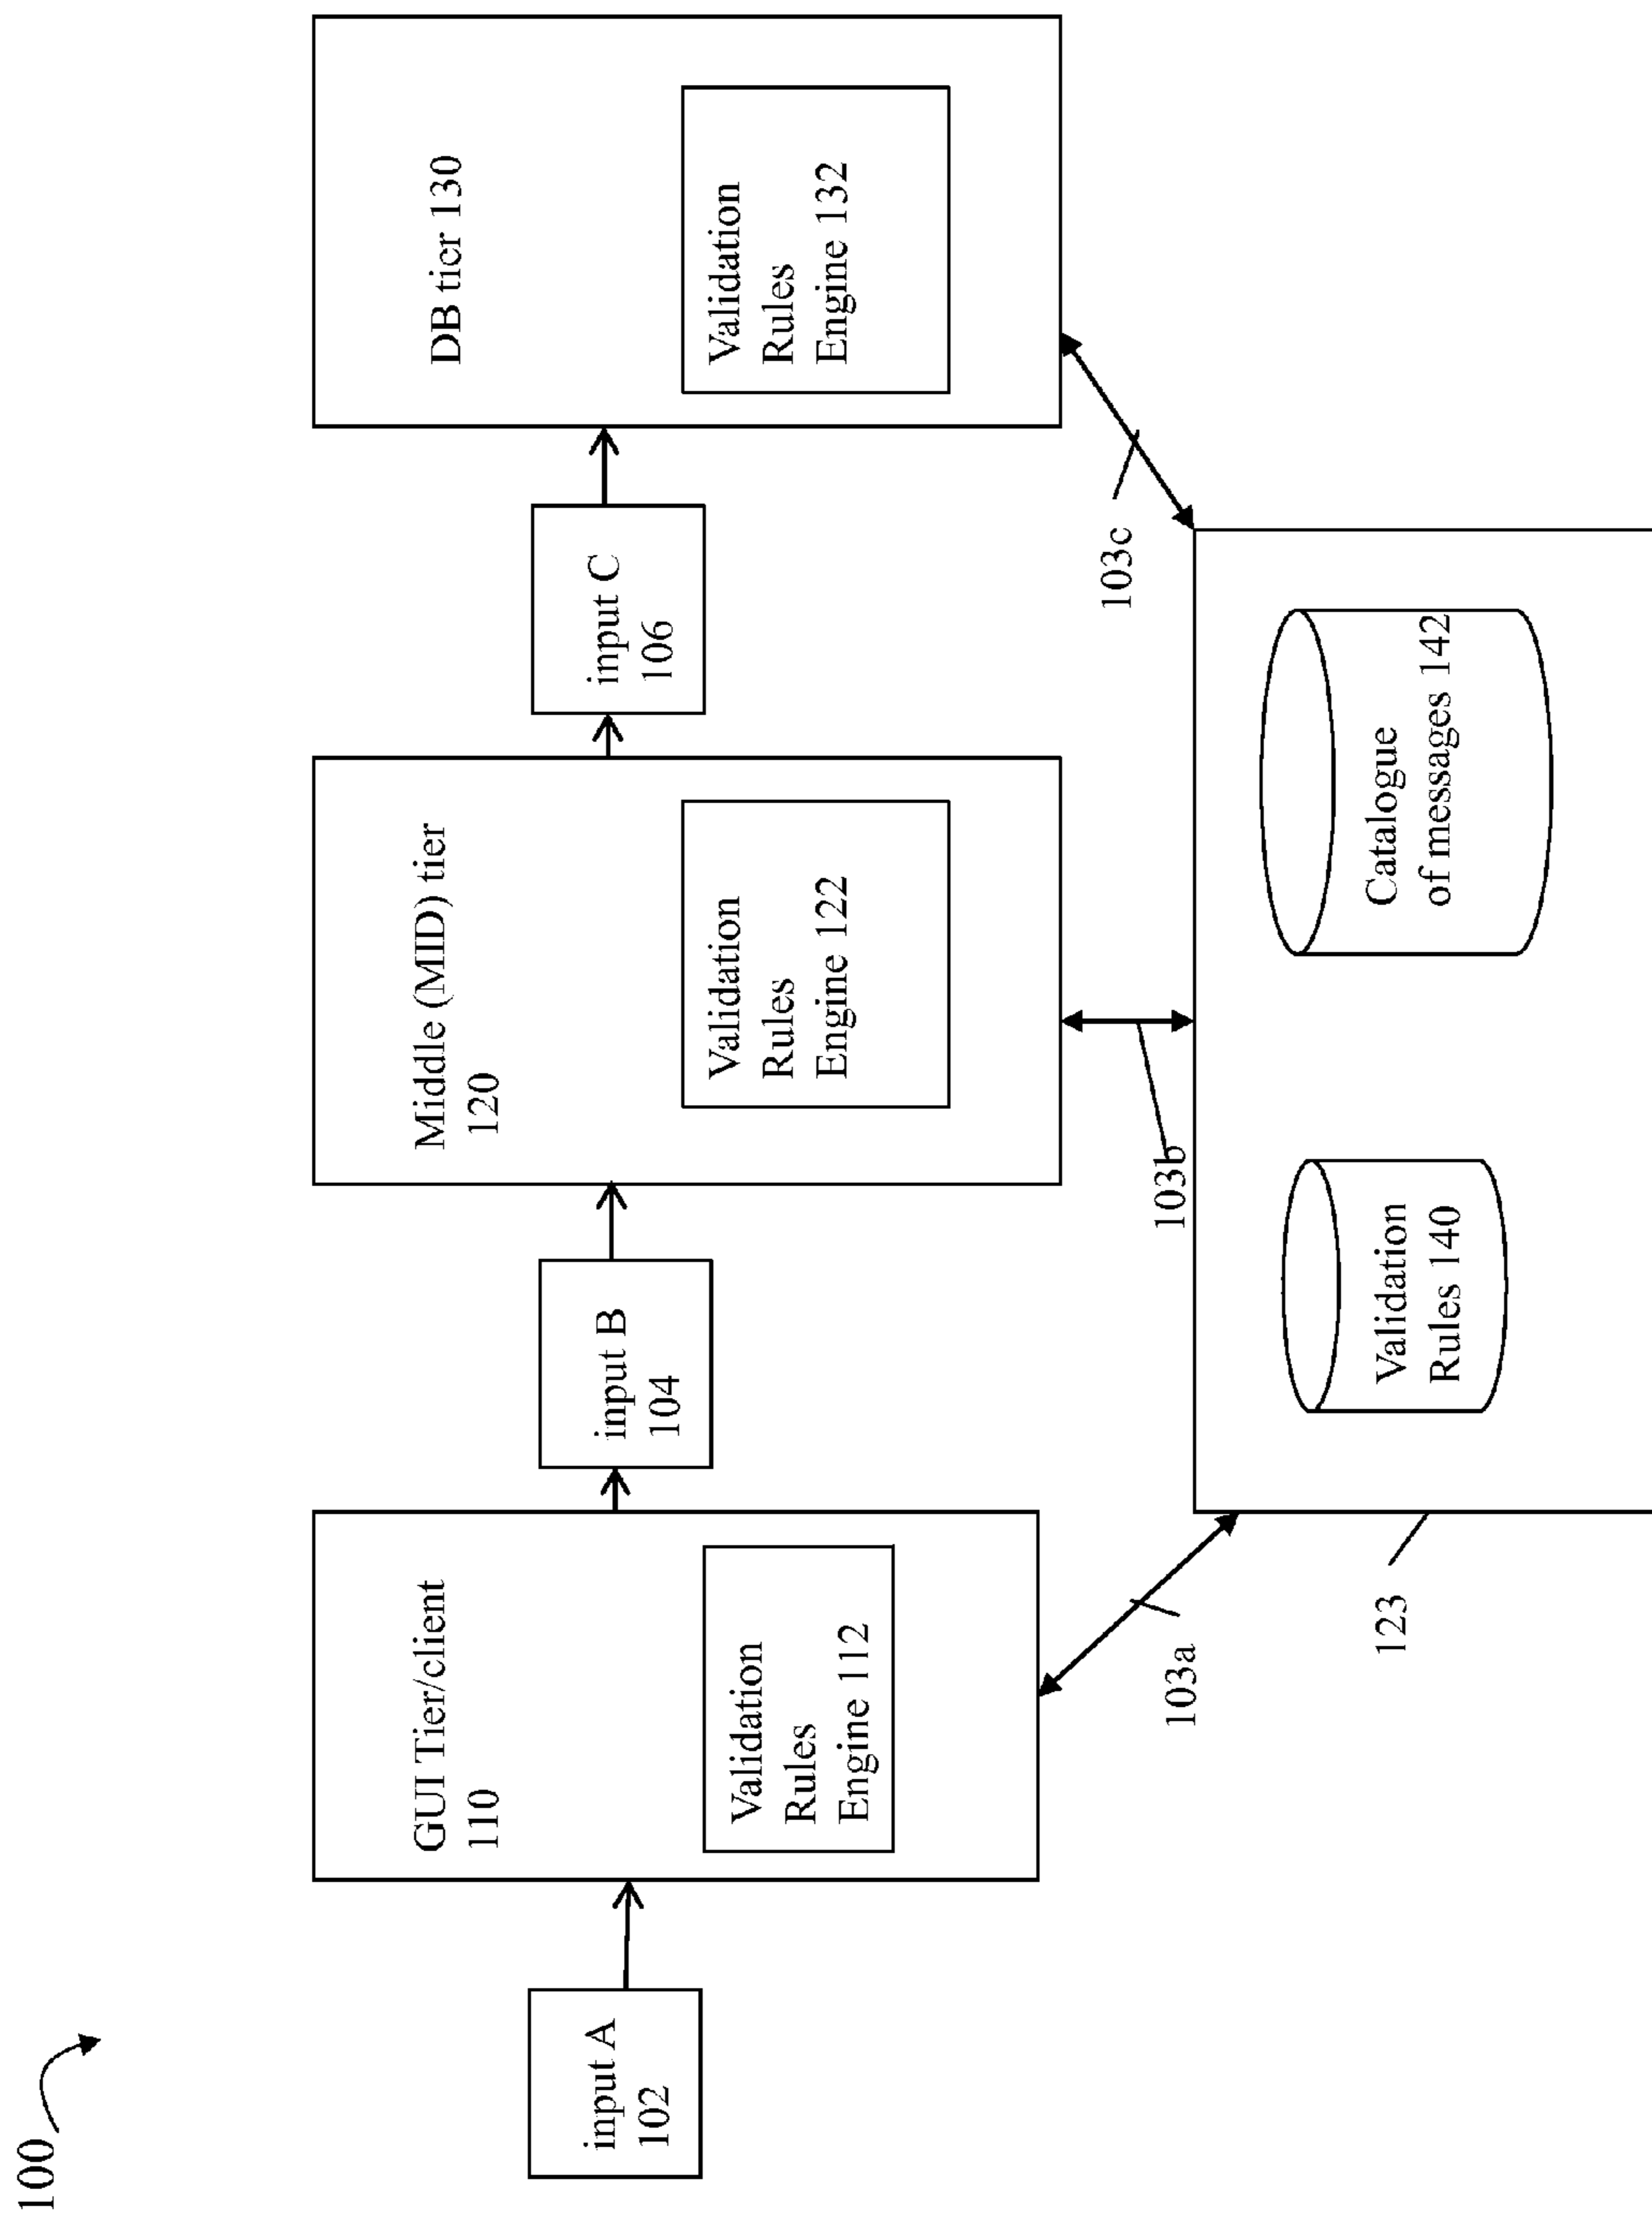 100
input A
102
GUI Tier/client
110
Validation
Rules
Engine 112
input B
104
Middle (MID) tier
120
Validation
Rules
Engine 122
input C
106
DB tier 130
Validation
Rules
Engine 132
103a
103b
103c
123
Validation
Rules 140
Catalogue
of messages 142